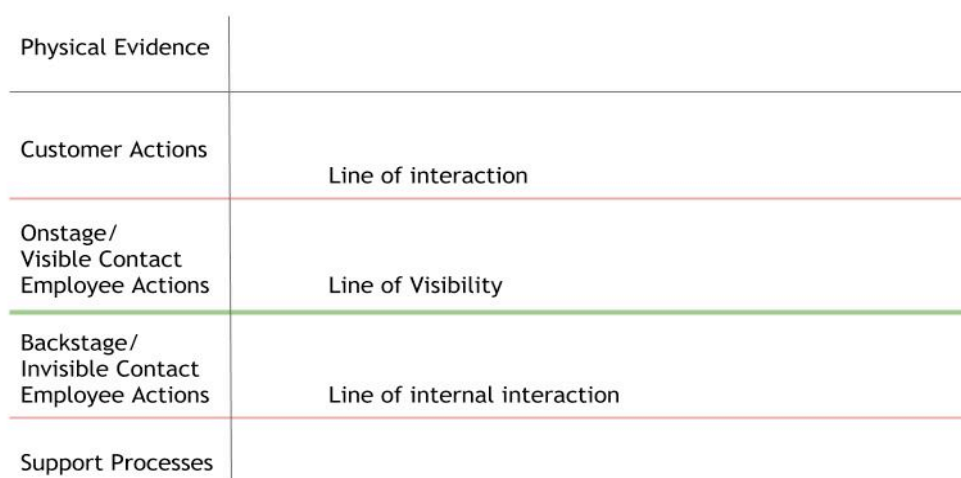 Physical Evidence
Customer Actions
Line of interaction
Onstage/
Visible Contact
Employee Actions
Line of Visibility
Backstage/
Invisible Contact
Employee Actions
Line of internal interaction
Support Processes